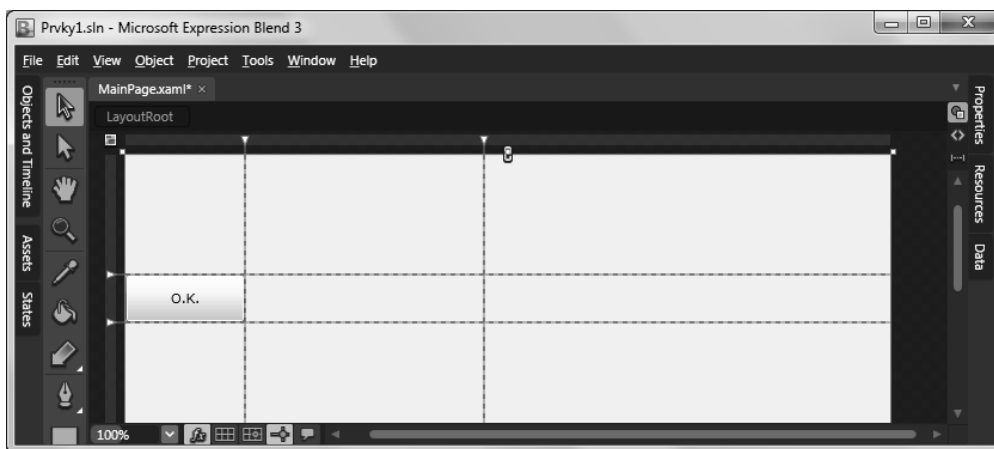 Prvky1.sln - Microsoft Expression Blend 3
File Edit View Object Project Tools Window Help
MainPage.xaml* ×
LayoutRoot
Objects and Timeline
Assets
States
O.K.
Properties
Resources
Data
100%